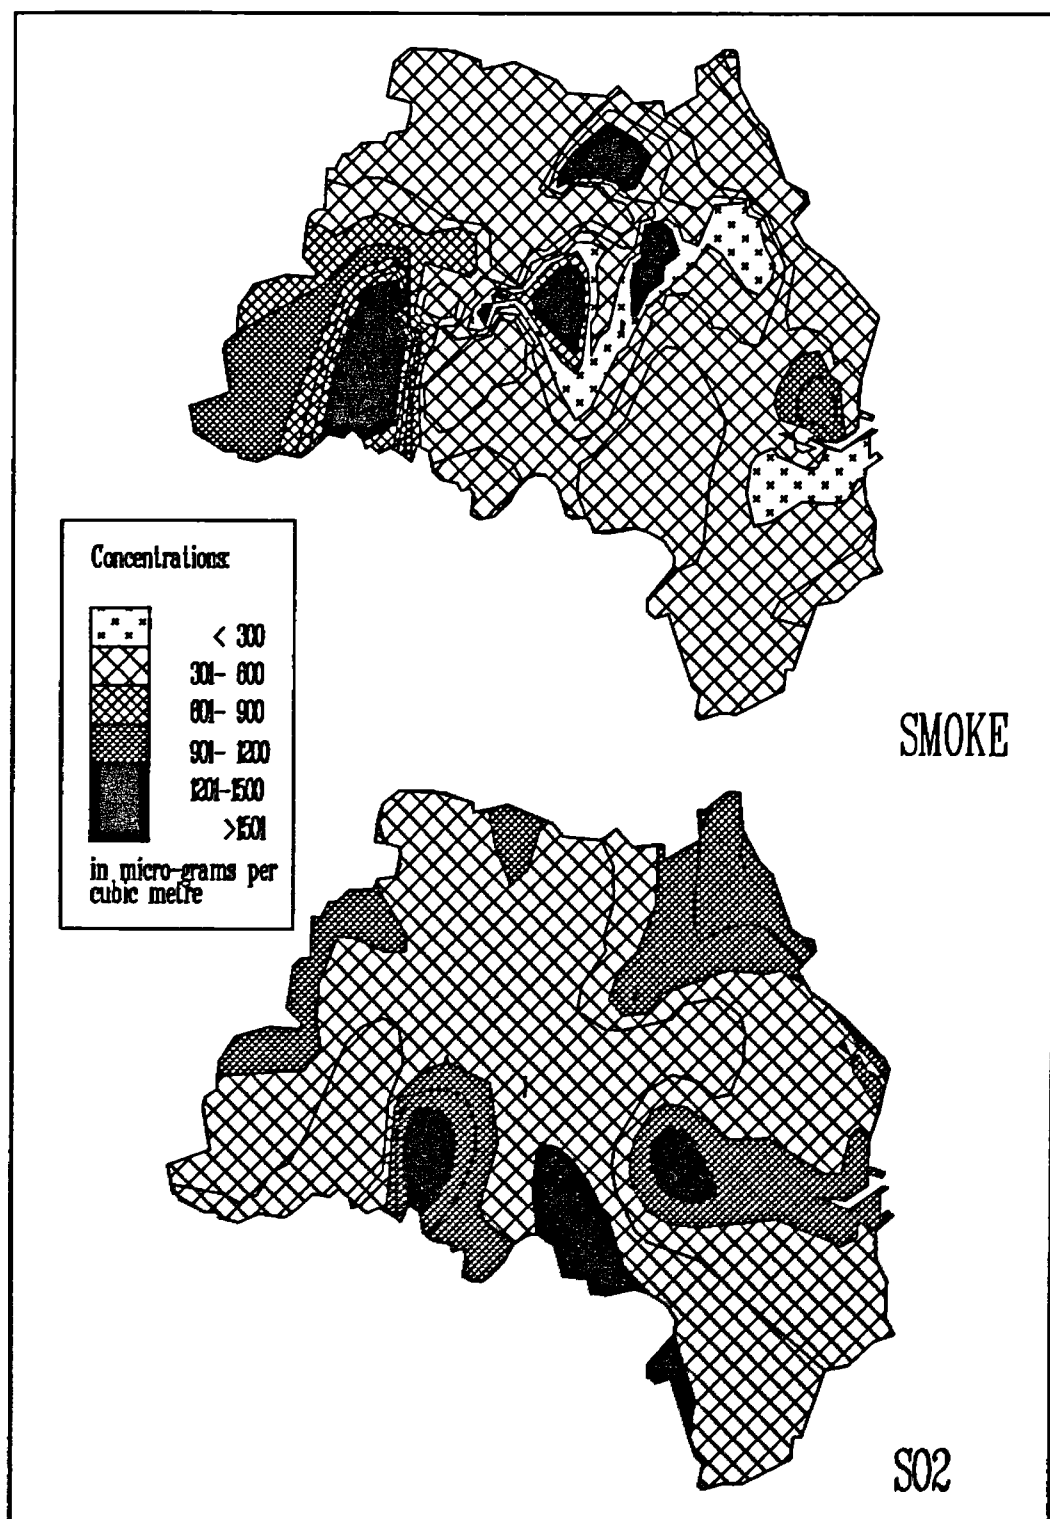 Concentrations:
< 300
301- 600
601- 900
901- 1200
1201-1500
>1501
in micro-grams per
cubic metre
SMOKE
SO2